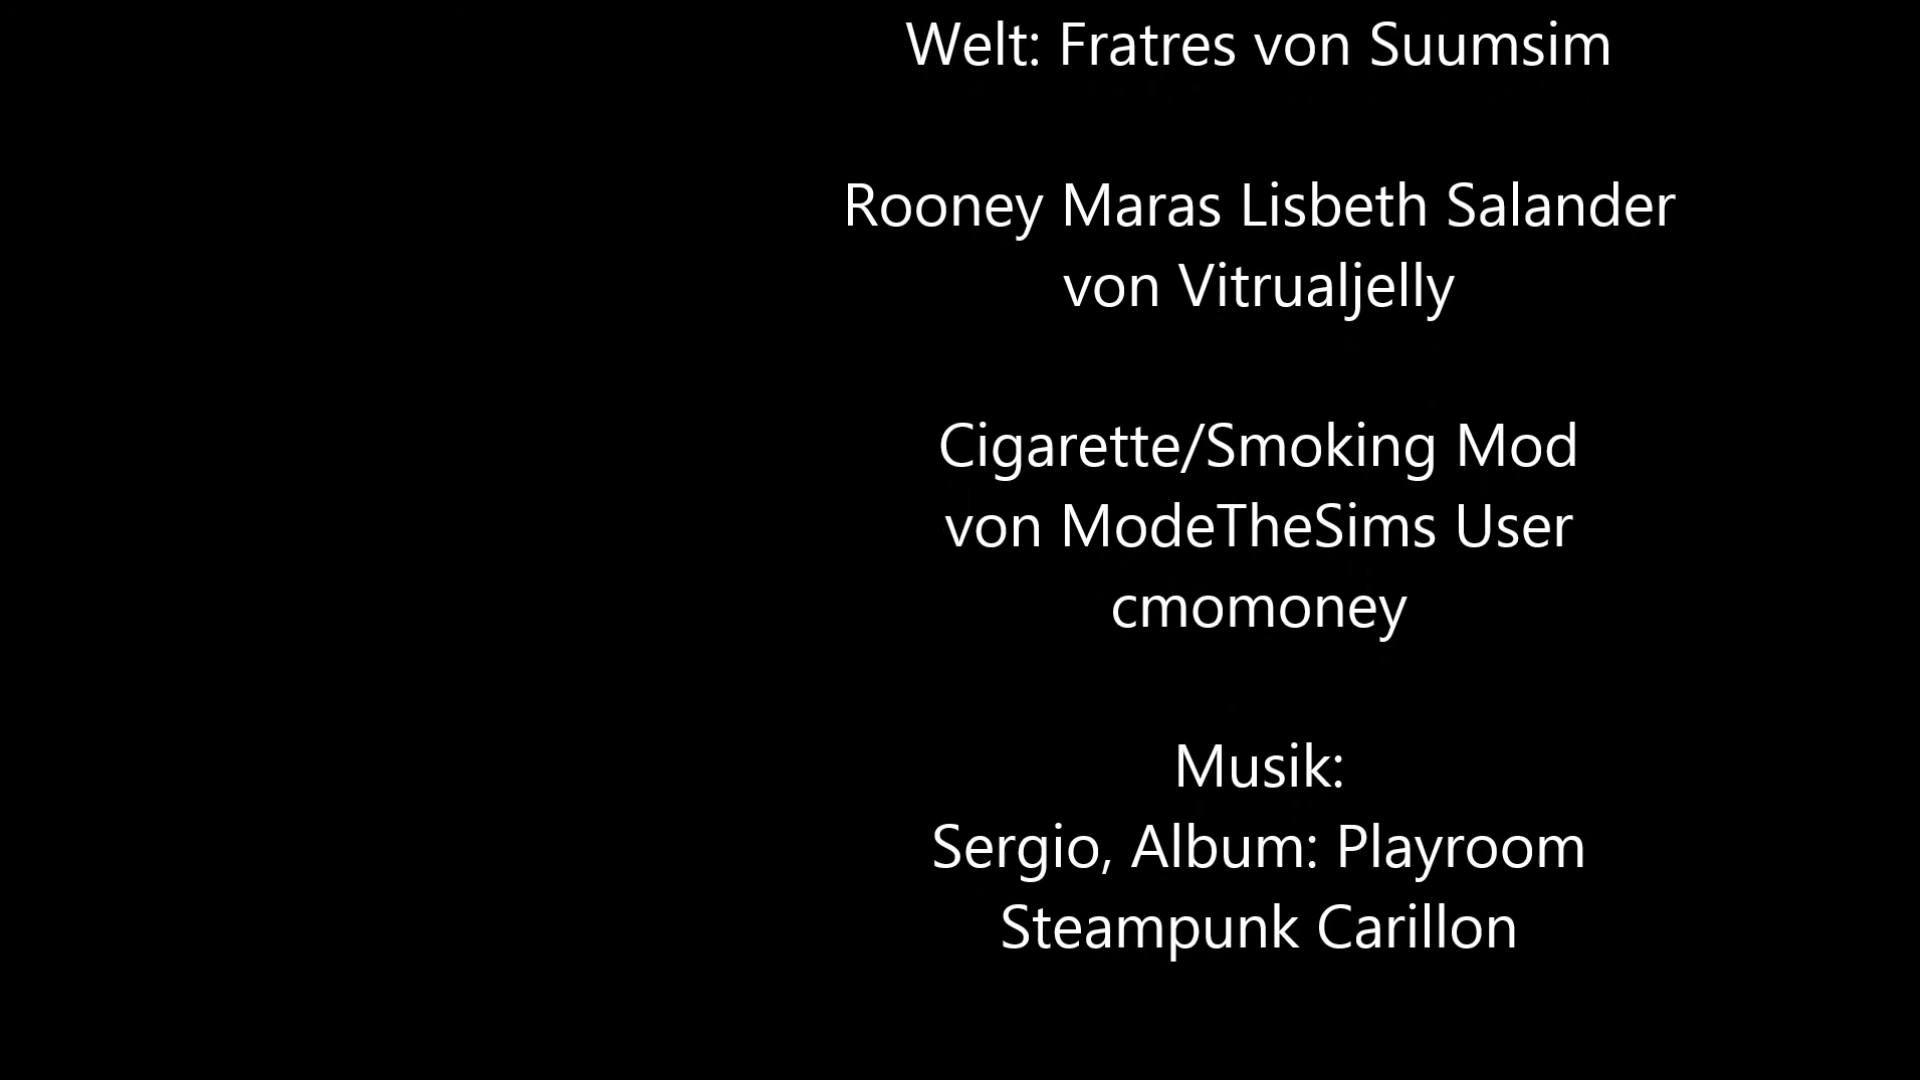 Welt: Fratres von Suumsim
Rooney Maras Lisbeth Salander
von Vitrualjelly
Cigarette/Smoking Mod
von ModeTheSims User
cmomoney
Musik:
Sergio, Album: Playroom
Steampunk Carillon